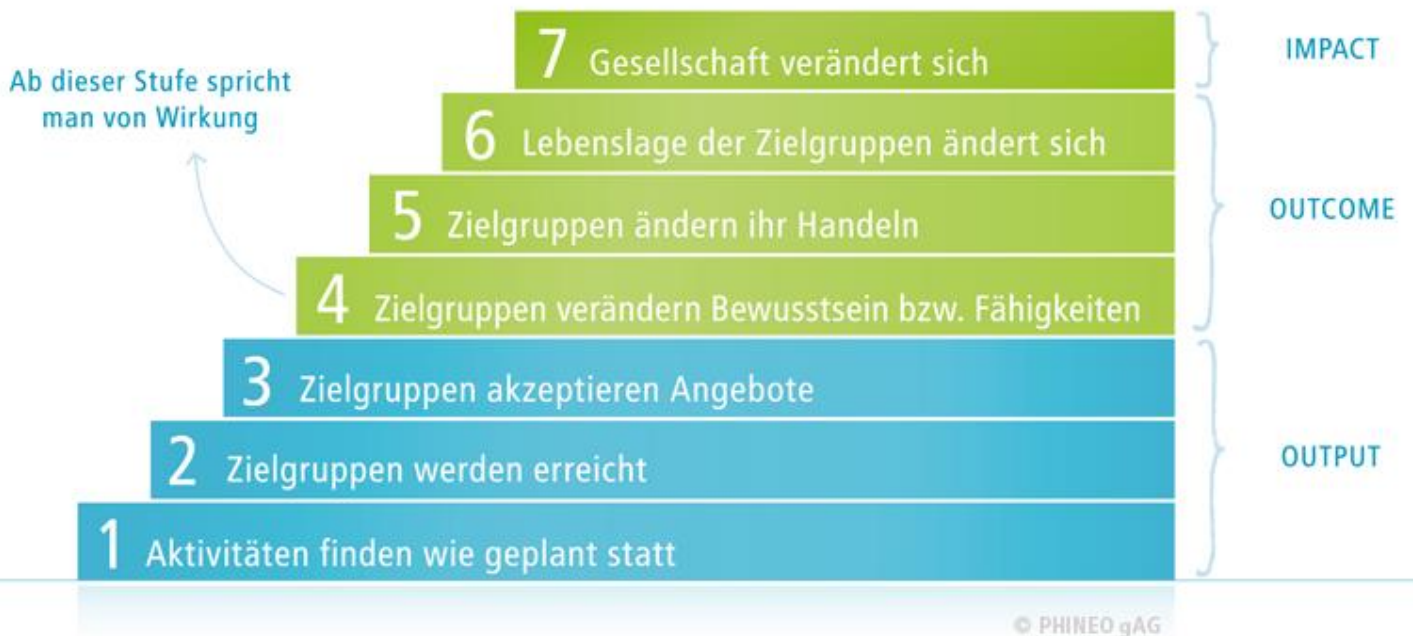 7 Gesellschaft verändert sich
IMPACT
Ab dieser Stufe spricht
man von Wirkung
6 Lebenslage der Zielgruppen ändert sich
5 Zielgruppen ändern ihr Handeln
OUTCOME
4 Zielgruppen verändern Bewusstsein bzw. Fähigkeiten
3 Zielgruppen akzeptieren Angebote
2 Zielgruppen werden erreicht
OUTPUT
1 Aktivitäten finden wie geplant statt
© PHINEO gAG